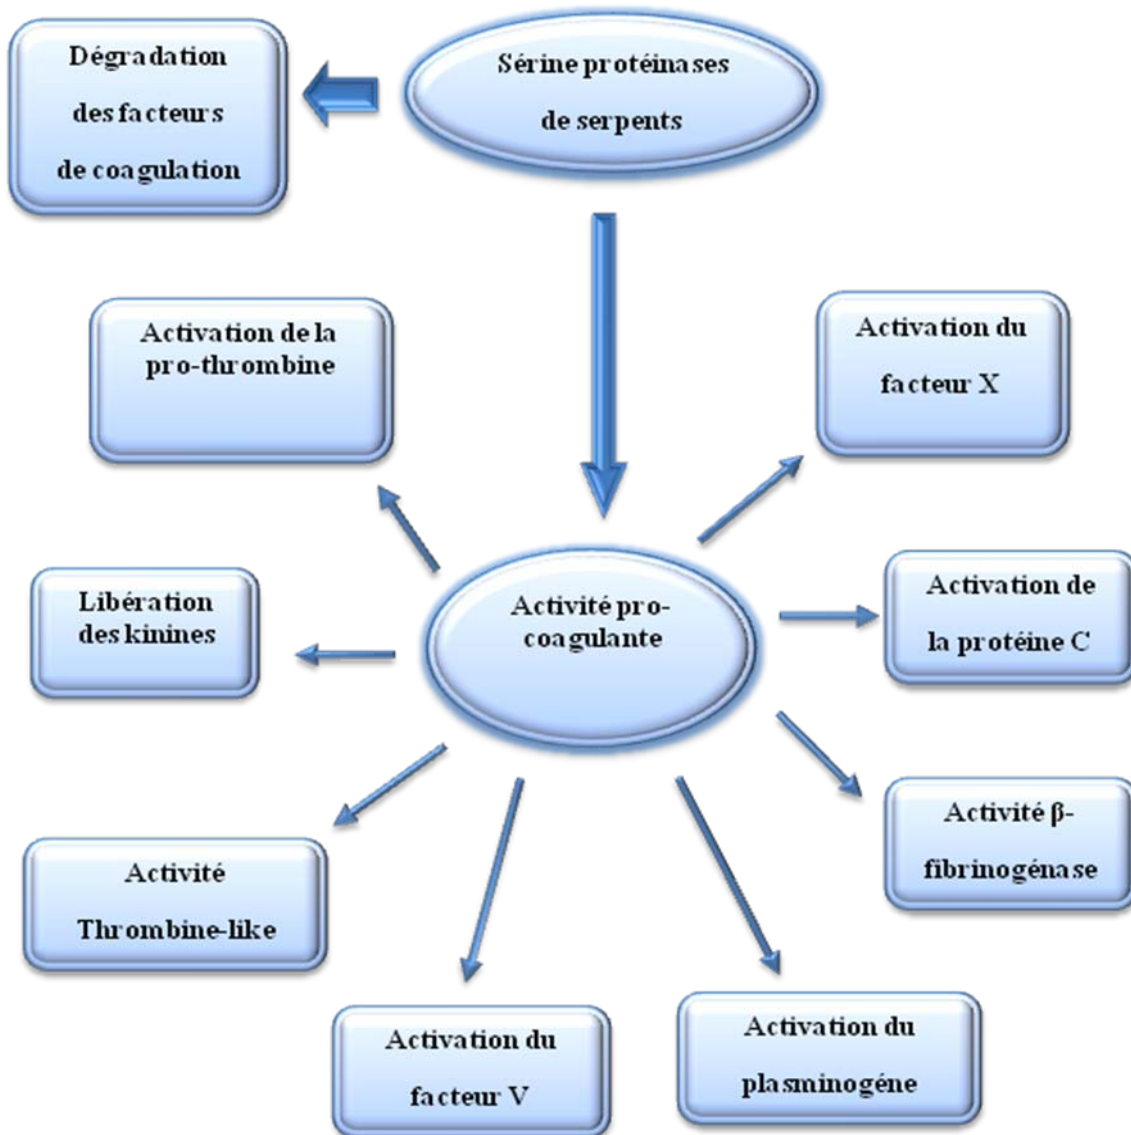 Dégradation
des facteurs
de coagulation
Sérine protéinases
de serpents
Activation de la
pro-thrombine
Activation du
facteur X
Libération
des kinines
Activité pro-
coagulante
Activation de
la protéine C
Activité
Thrombine-like
Activité β-
fibrinogénase
Activation du
facteur V
Activation du
plasminogéne